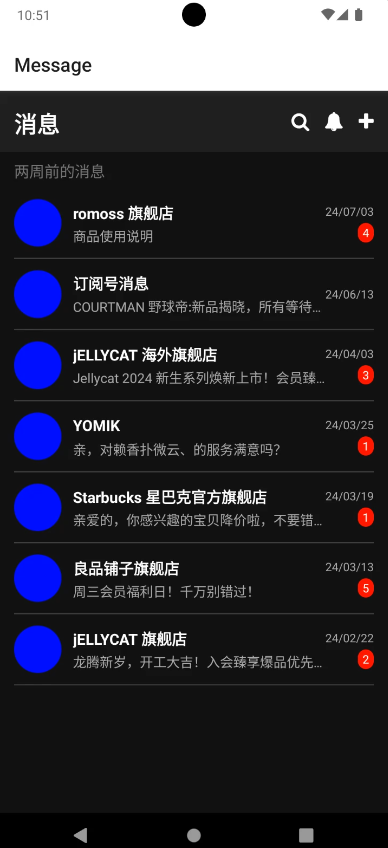 10:51
Message
消息
两周前的消息
romoss 旗舰店
24/07/03
商品使用说明
4
订阅号消息
COURTMAN 野球帝:新品揭晓，所有等待...
24/06/13
jELLYCAT 海外旗舰店
24/04/03
Jellycat 2024 新生系列焕新上市！会员臻...
3
YOMIK
24/03/25
亲，对赖香扑微云、的服务满意吗？
1
Starbucks 星巴克官方旗舰店
24/03/19
亲爱的，你感兴趣的宝贝降价啦，不要错...
1
良品铺子旗舰店
24/03/13
周三会员福利日！千万别错过！
5
jELLYCAT 旗舰店
24/02/22
龙腾新岁，开工大吉！入会臻享爆品优先...
2